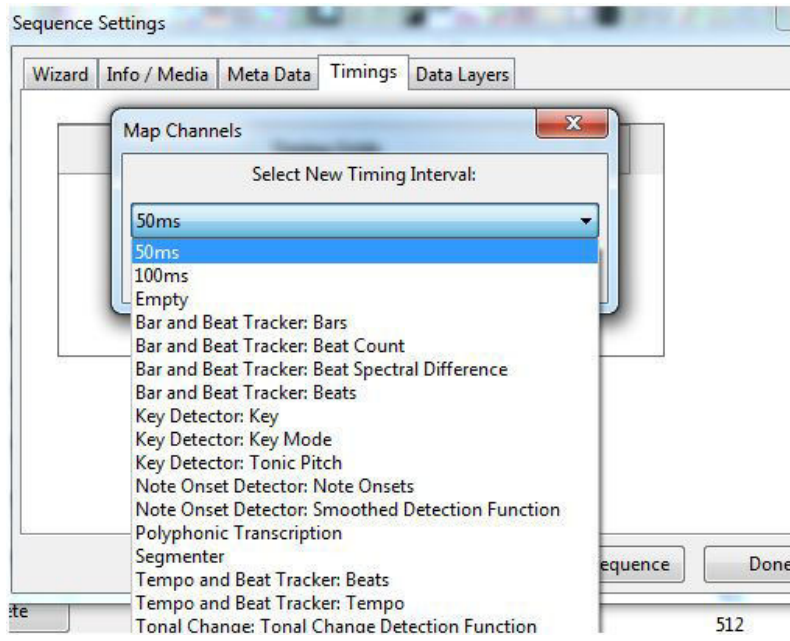 Sequence Settings
Wizard Info / Media Meta Data Timings Data Layers
Map Channels
Select New Timing Interval:
50ms
50ms
100ms
Empty
Bar and Beat Tracker: Bars
Bar and Beat Tracker: Beat Count
Bar and Beat Tracker: Beat Spectral Difference
Bar and Beat Tracker: Beats
Key Detector: Key
Key Detector: Key Mode
Key Detector: Tonic Pitch
Note Onset Detector: Note Onsets
Note Onset Detector: Smoothed Detection Function
Polyphonic Transcription
Segmenter
equence Done
Tempo and Beat Tracker: Beats
Tempo and Beat Tracker: Tempo
ete
Tonal Change: Tonal Change Detection Function
512